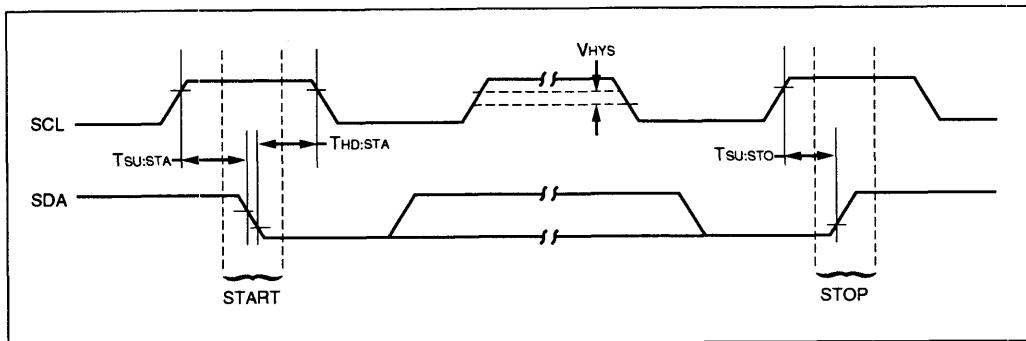 VHYS
SCL
TSU:STA
THD:STA
TSU:STO
SDA
START
STOP